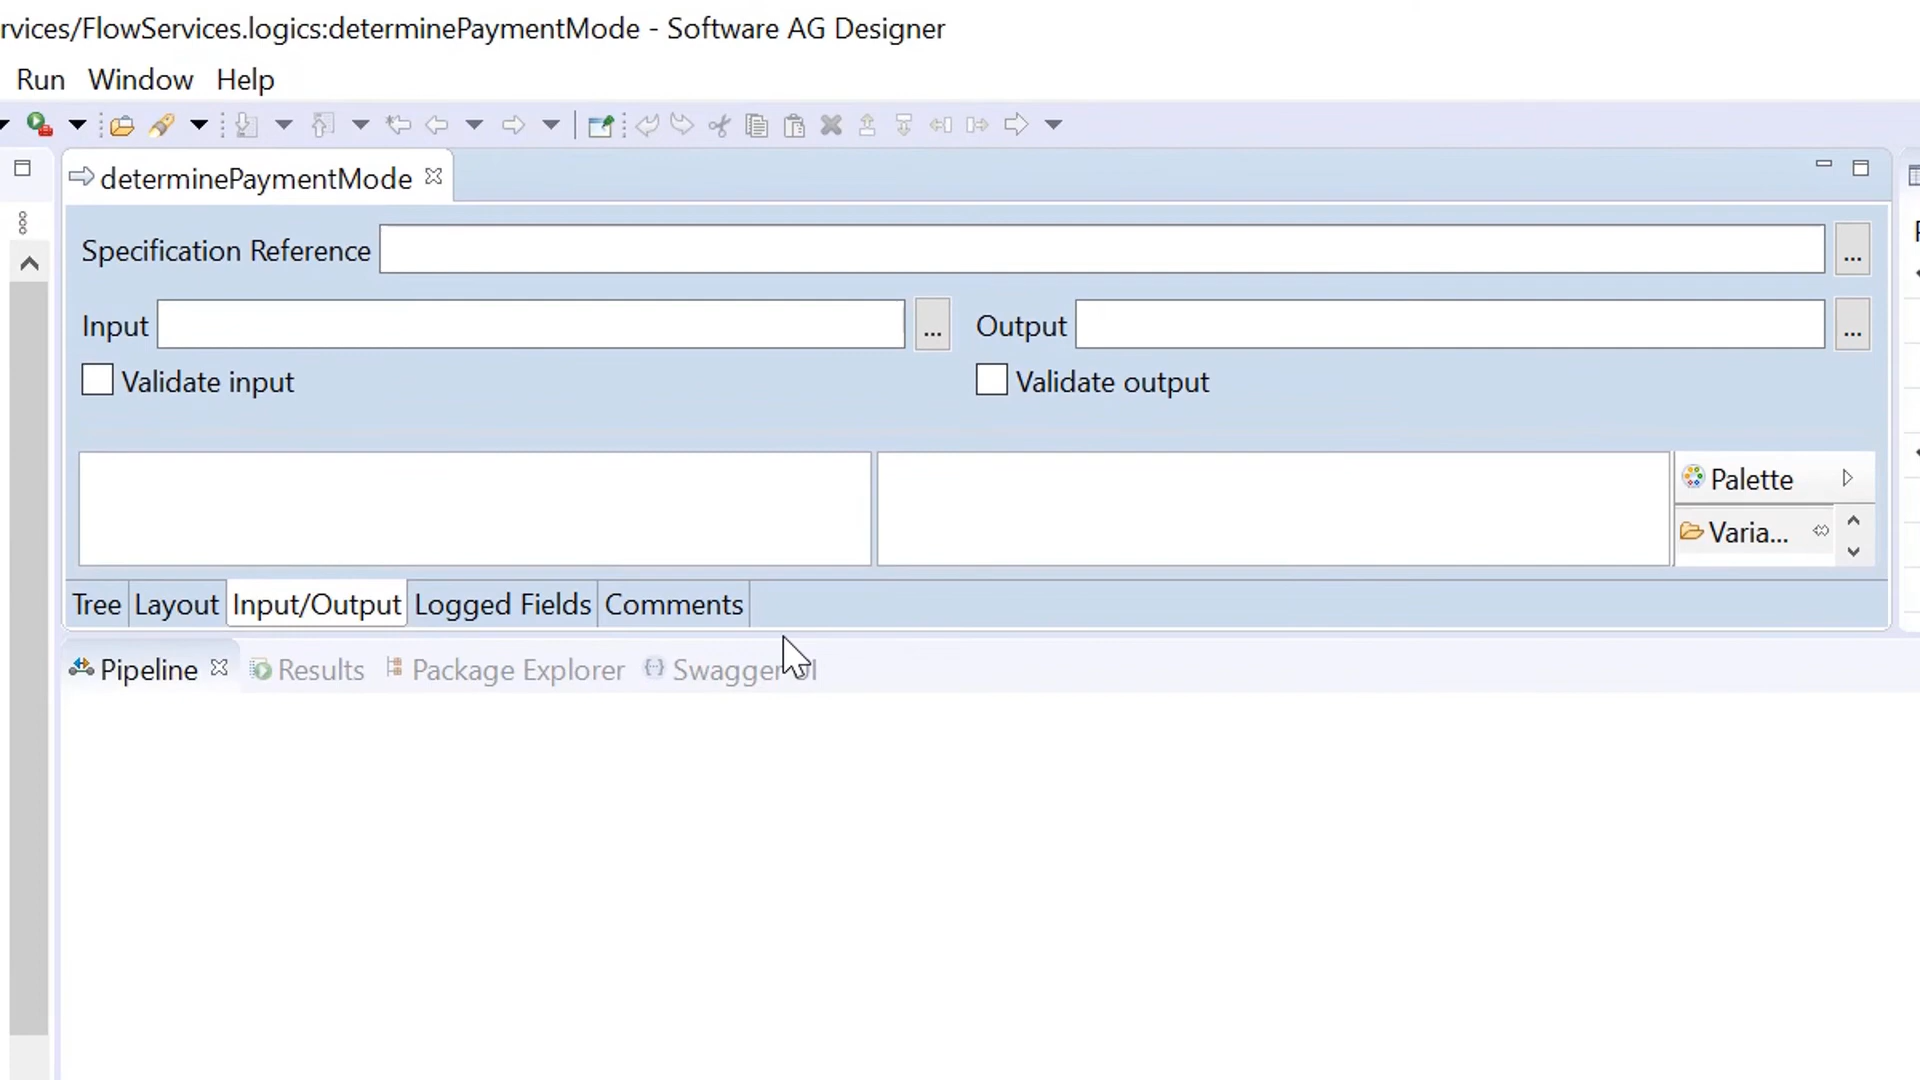 rvices/FlowServices.logics:determinePaymentMode - Software AG Designer
Run Window Help
determinePaymentMode
Specification Reference ...
Input ... Output ...
Validate input Validate output
Palette
Varia...
Tree Layout Input/Output Logged Fields Comments
Pipeline Results Package Explorer Swagger